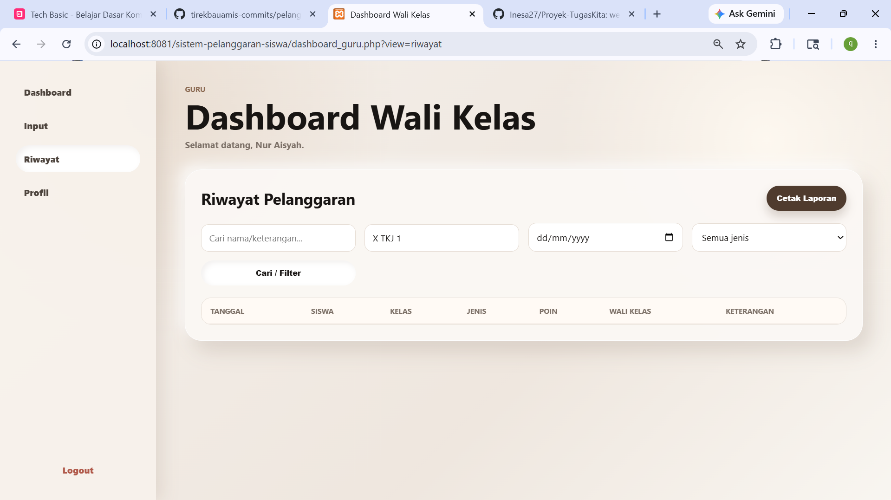 Tech Basic - Belajar Dasar Kon
tirekbauamis-commits/pelang
Dashboard Wali Kelas
Inesa27/Proyek-TugasKita: we
Ask Gemini
localhost:8081/sistem-pelanggaran-siswa/dashboard_guru.php?view=riwayat
Dashboard
Input
Riwayat
Profil
Logout
GURU
Dashboard Wali Kelas
Selamat datang, Nur Aisyah.
Riwayat Pelanggaran
Cetak Laporan
Cari nama/keterangan...
X TKJ 1
dd/mm/yyyy
Semua jenis
Cari / Filter
TANGGAL SISWA KELAS JENIS POIN WALI KELAS KETERANGAN